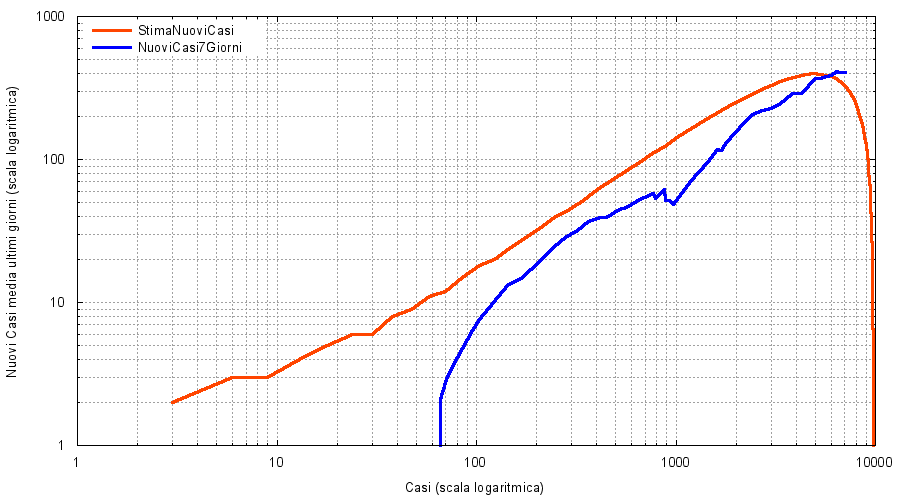 1000
StimaNuoviCasi
NuoviCasi7Giorni
100
10
1
1 10 100 1000 10000
Nuovi Casi media ultimi giorni (scala logaritmica)
Casi (scala logaritmica)